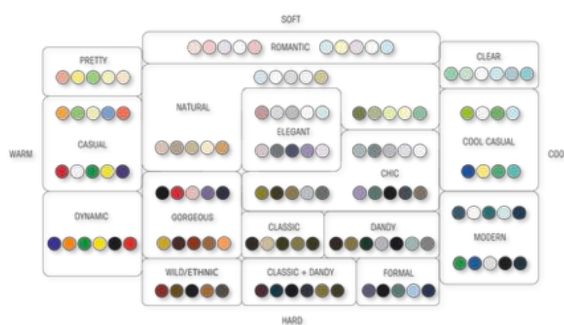 SOFT
ROMANTIC
PRETTY
CLEAR
NATURAL
ELEGANT
WARM
CASUAL
COOL CASUAL
COO
CHIC
DYNAMIC
GORGEOUS
CLASSIC
DANDY
MODERN
WILD/ETHNIC
CLASSIC + DANDY
FORMAL
HARD